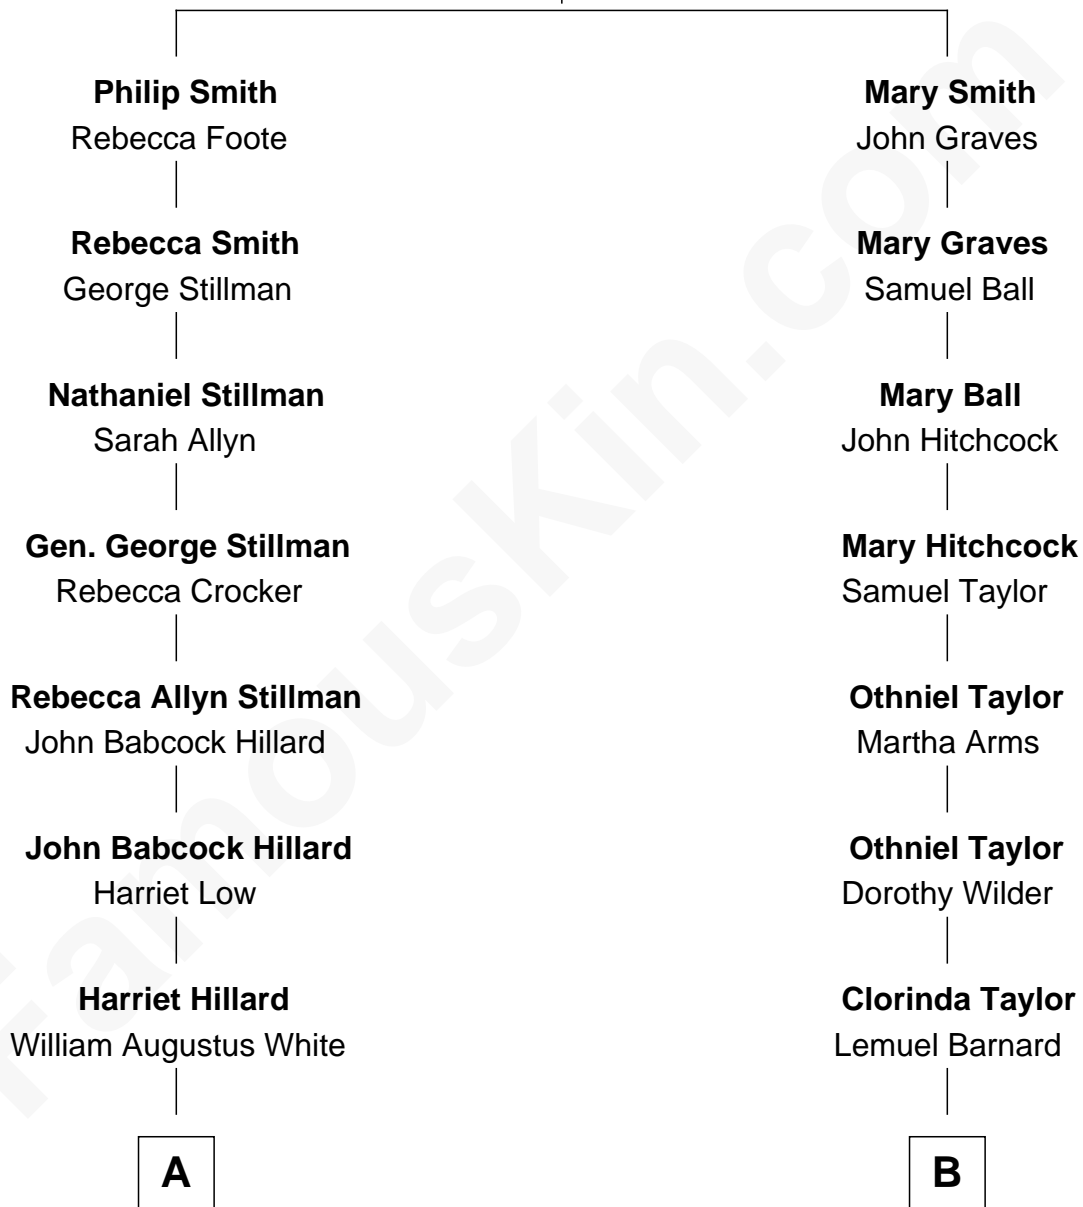 Philip Smith
Rebecca Foote
Rebecca Smith
George Stillman
Nathaniel Stillman
Sarah Allyn
Gen. George Stillman
Rebecca Crocker
Rebecca Allyn Stillman
John Babcock Hillard
John Babcock Hillard
Harriet Low
Harriet Hillard
William Augustus White
A
Mary Smith
John Graves
Mary Graves
Samuel Ball
Mary Ball
John Hitchcock
Mary Hitchcock
Samuel Taylor
Othniel Taylor
Martha Arms
Othniel Taylor
Dorothy Wilder
Clorinda Taylor
Lemuel Barnard
B
FamousKin.com